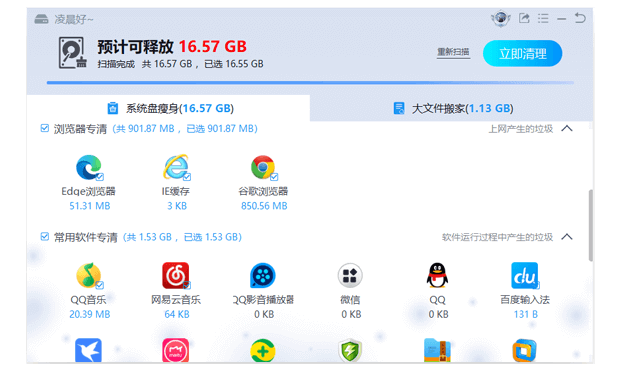 凌晨好~
预计可释放 16.57 GB
扫描完成 共 16.57 GB ，已选 16.55 GB
重新扫描
立即清理
系统盘瘦身(16.57 GB)
大文件搬家(1.13 GB)
浏览器专清（共 901.87 MB ，已选 901.87 MB）
上网产生的垃圾
Edge浏览器 IE缓存 谷歌浏览器
51.31 MB 3 KB 850.56 MB
常用软件专清（共 1.53 GB ，已选 1.53 GB）
软件运行过程中产生的垃圾
du
QQ音乐 网易云音乐 QQ影音播放器 微信 QQ 百度输入法
20.39 MB 64 KB 0 KB 0 KB 0 KB 131 B
meitu